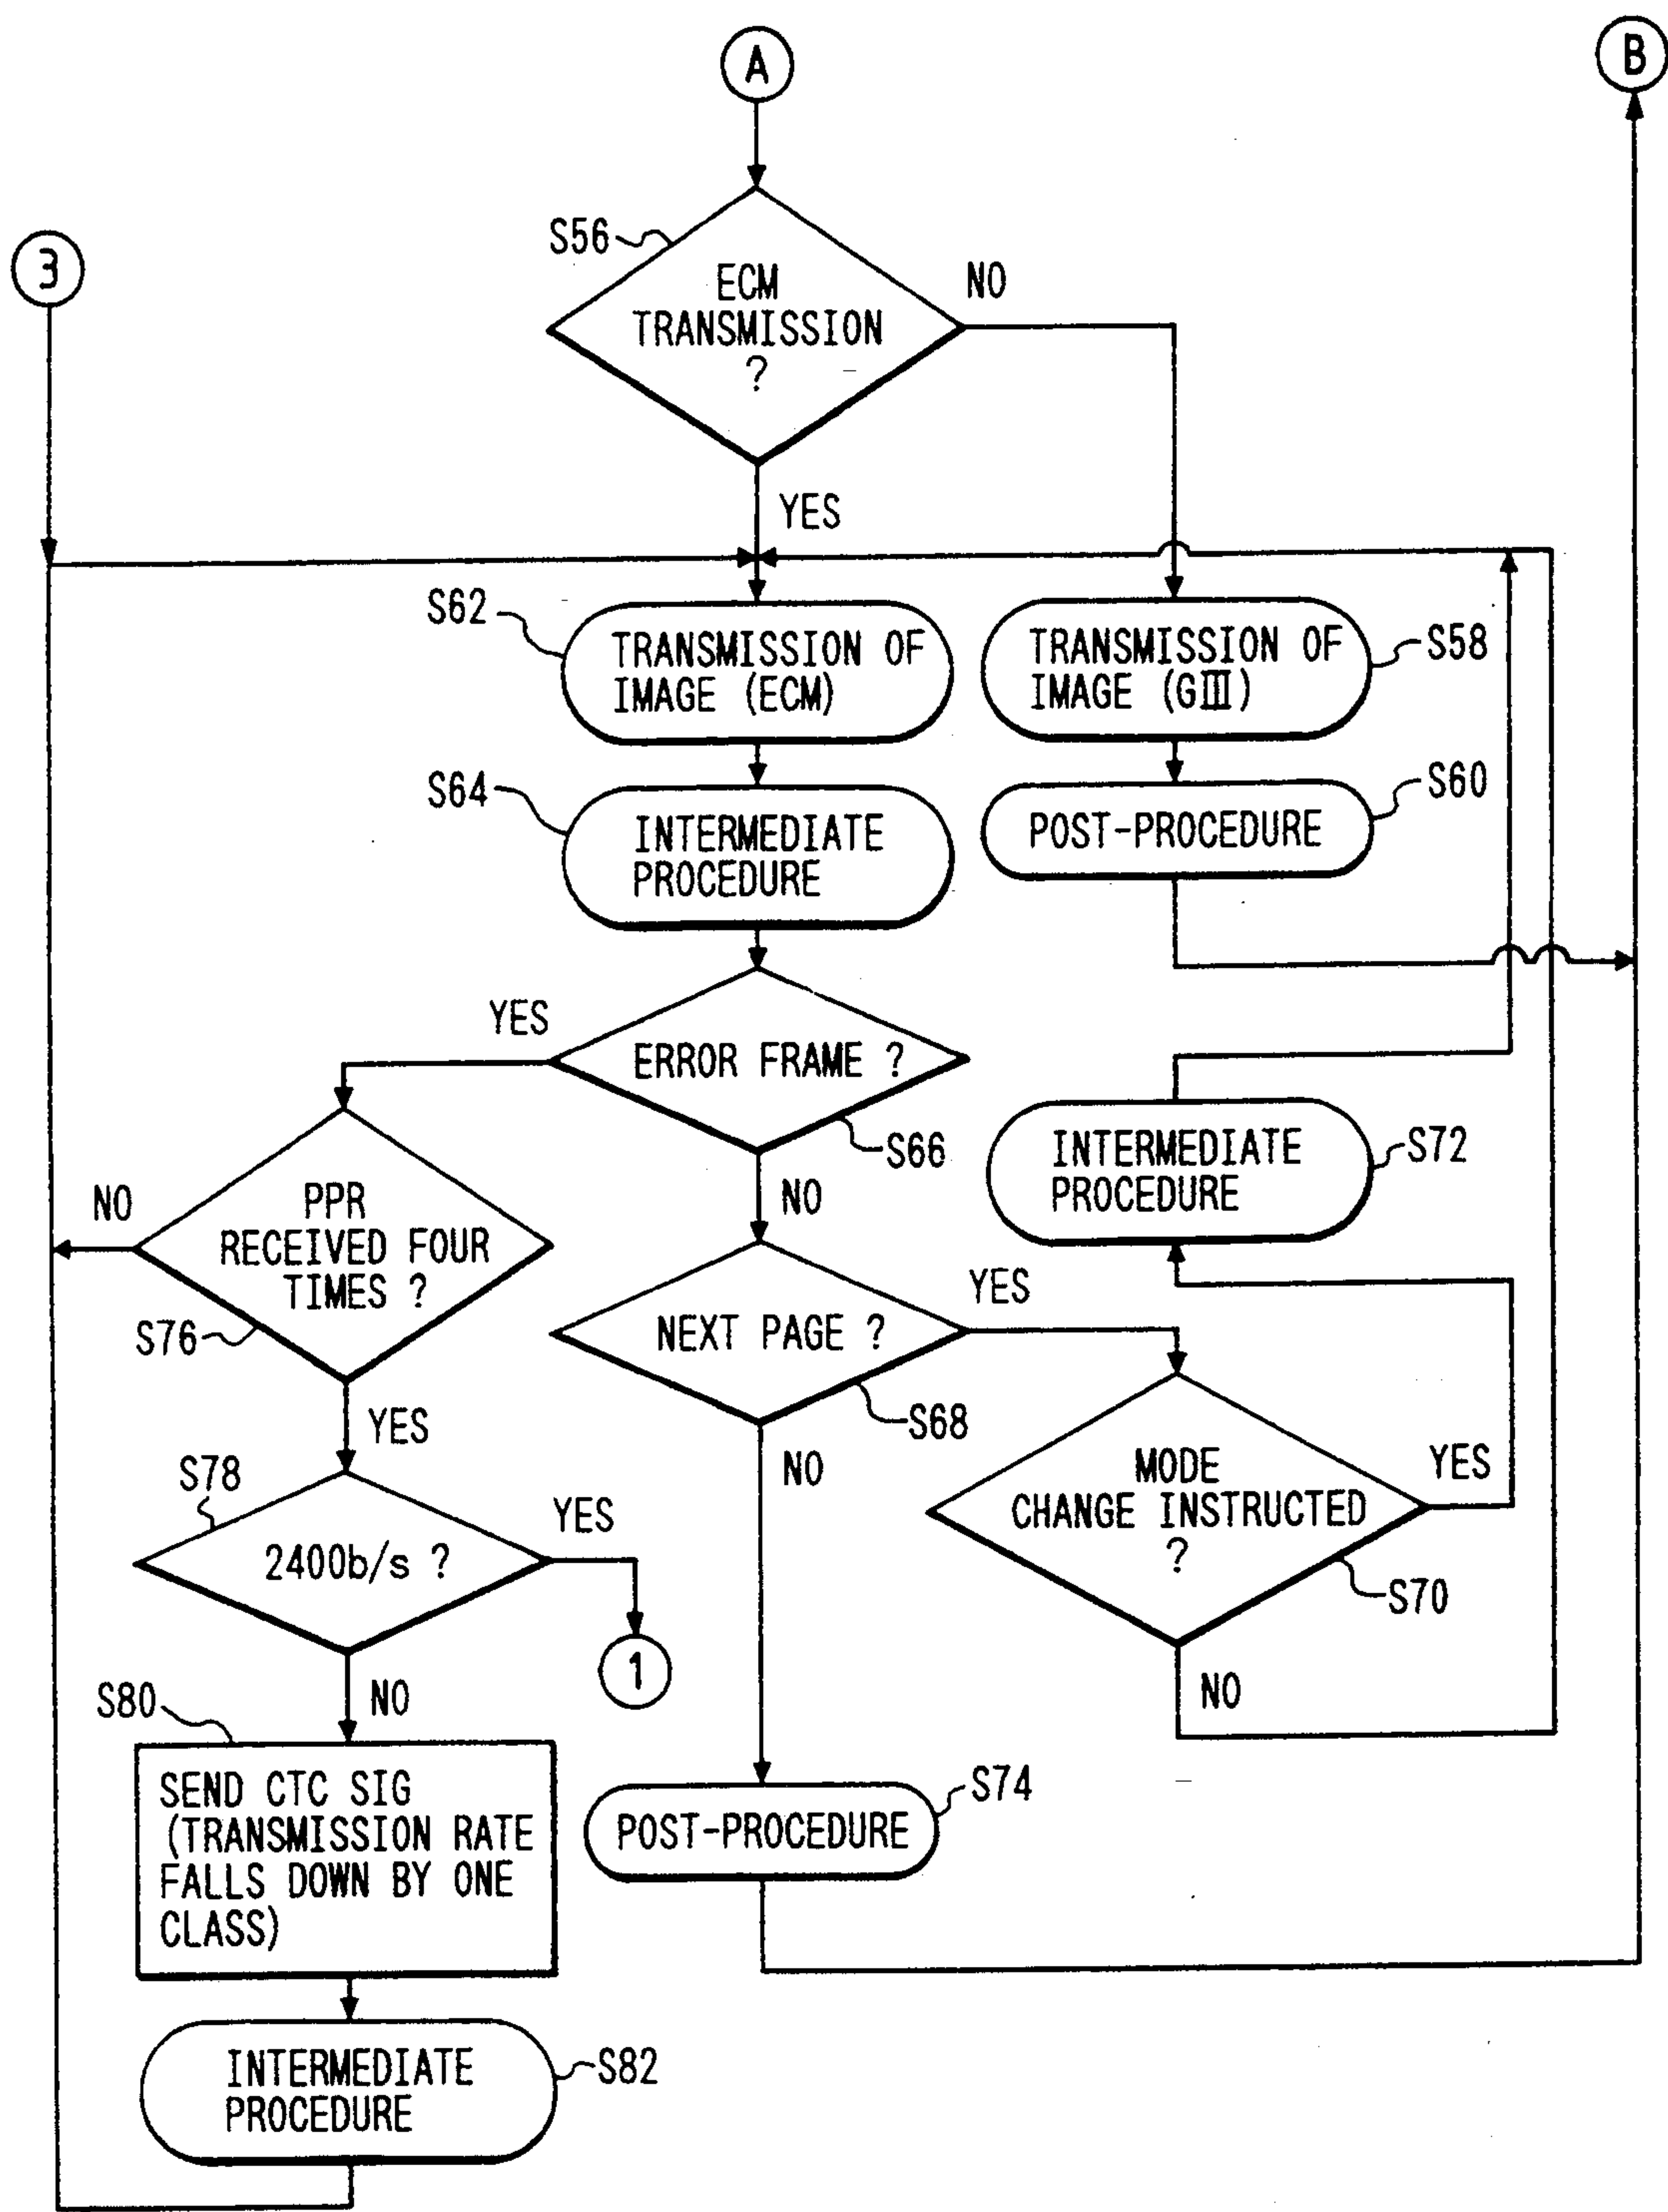 A
B
3
S56
ECM
TRANSMISSION
?
NO
YES
S62
TRANSMISSION OF
IMAGE (ECM)
TRANSMISSION OF
IMAGE (GIII)
S58
S64
INTERMEDIATE
PROCEDURE
POST-PROCEDURE
S60
YES
ERROR FRAME ?
S66
NO
INTERMEDIATE
PROCEDURE
S72
NO
PPR
RECEIVED FOUR
TIMES ?
S76
YES
NEXT PAGE ?
YES
S68
NO
MODE
CHANGE INSTRUCTED
?
YES
S70
NO
S78
2400b/s ?
YES
1
NO
S80
SEND CTC SIG
(TRANSMISSION RATE
FALLS DOWN BY ONE
CLASS)
POST-PROCEDURE
S74
INTERMEDIATE
PROCEDURE
S82